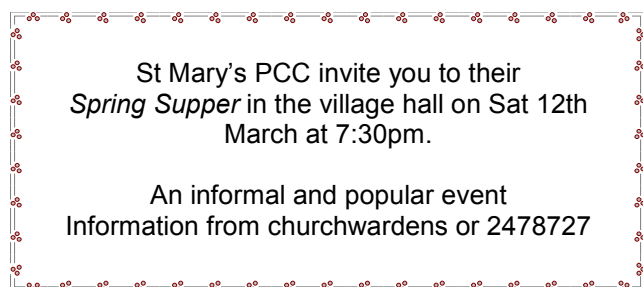 St Mary's PCC invite you to their
Spring Supper in the village hall on Sat 12th
March at 7:30pm.
An informal and popular event
Information from churchwardens or 2478727